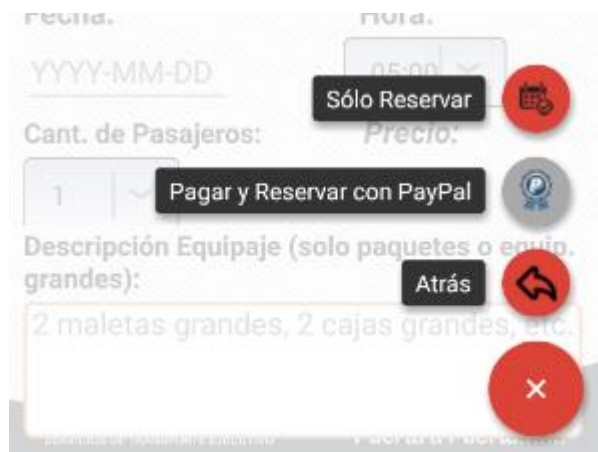 Fecha:
Hora:
YYYY-MM-DD
05:00
Sólo Reservar
Cant. de Pasajeros:
Precio:
1
Pagar y Reservar con PayPal
Descripción Equipaje (solo paquetes o equip.
grandes):
Atrás
2 maletas grandes, 2 cajas grandes, etc.